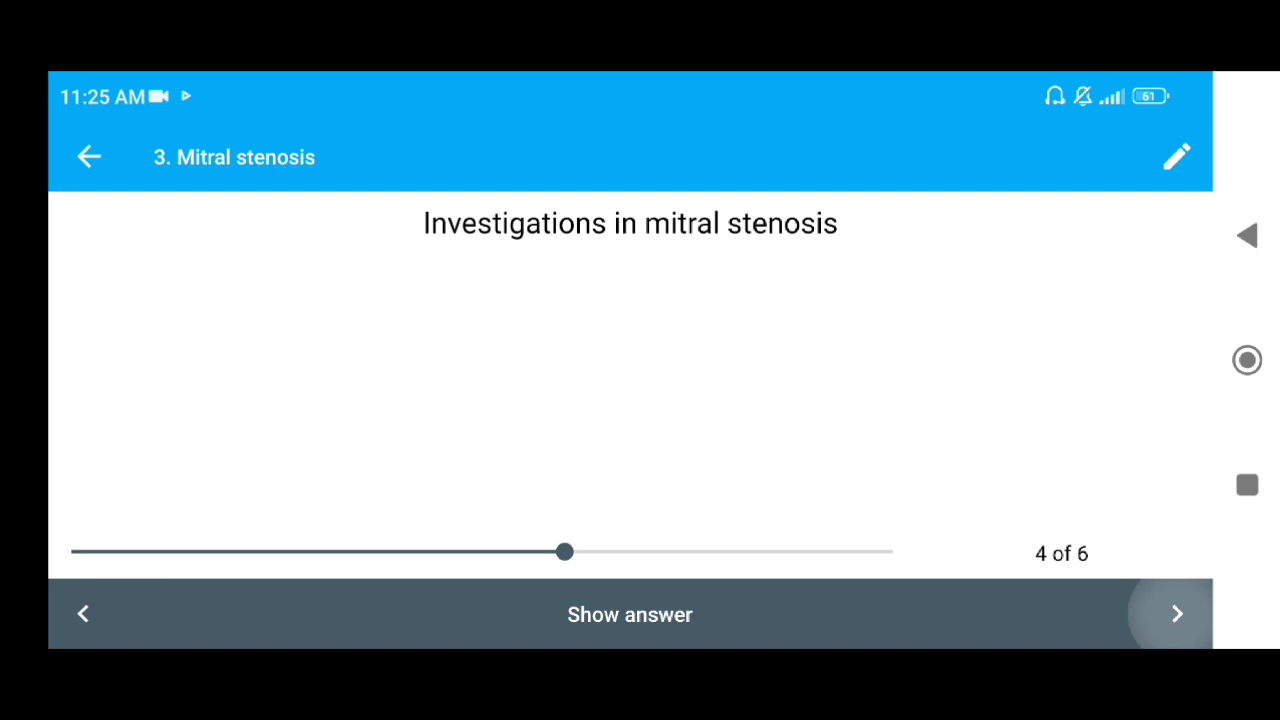 11:25 AM
61
3. Mitral stenosis
Investigations in mitral stenosis
4 of 6
Show answer